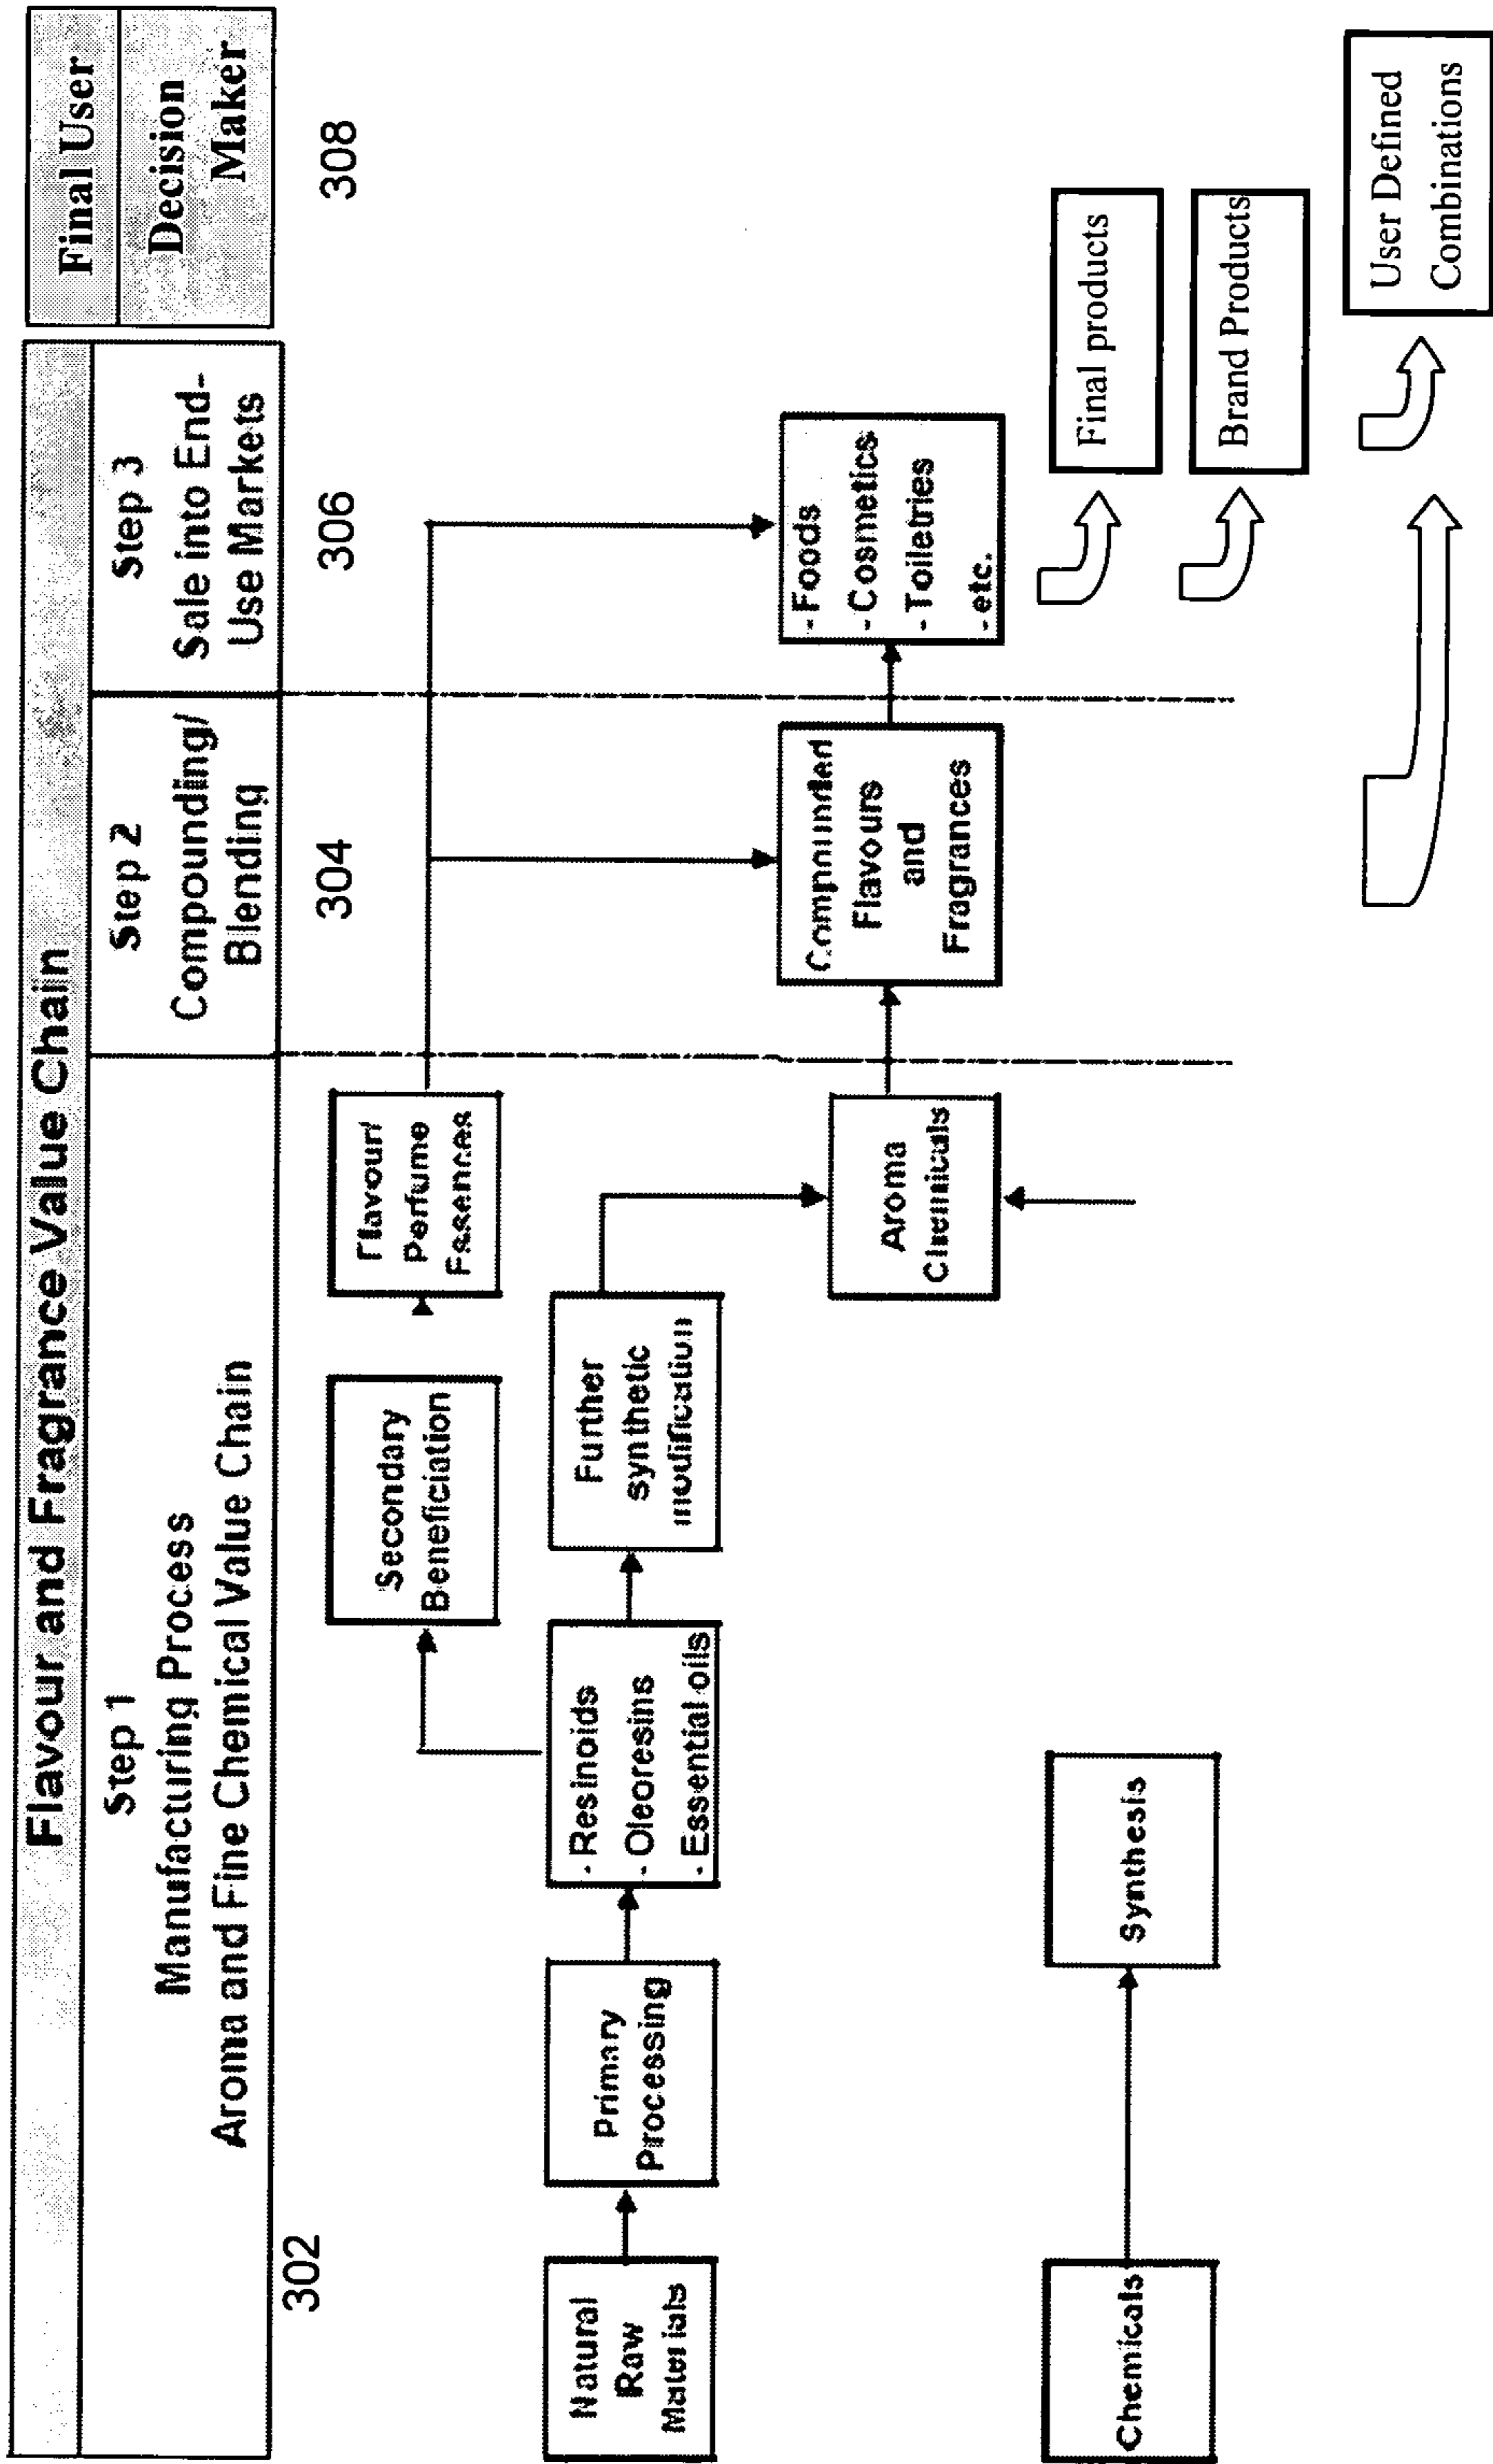 Flavour and Fragrance Value Chain
Final User
Step 1
Manufacturing Process
Aroma and Fine Chemical Value Chain
Step 2
Compounding/
Blending
Step 3
Sale into End-
Use Markets
Decision
Maker
302
304
306
308
Secondary
Beneficiation
Flavour/
Perfume
Essences
Natural
Raw
Materials
Primary
Processing
- Resinoids
- Oleoresins
- Essential oils
Further
synthetic
modification
Aroma
Chemicals
Compounded
Flavours
and
Fragrances
- Foods
- Cosmetics
- Toiletries
- etc.
Chemicals
Synthesis
Final products
Brand Products
User Defined
Combinations